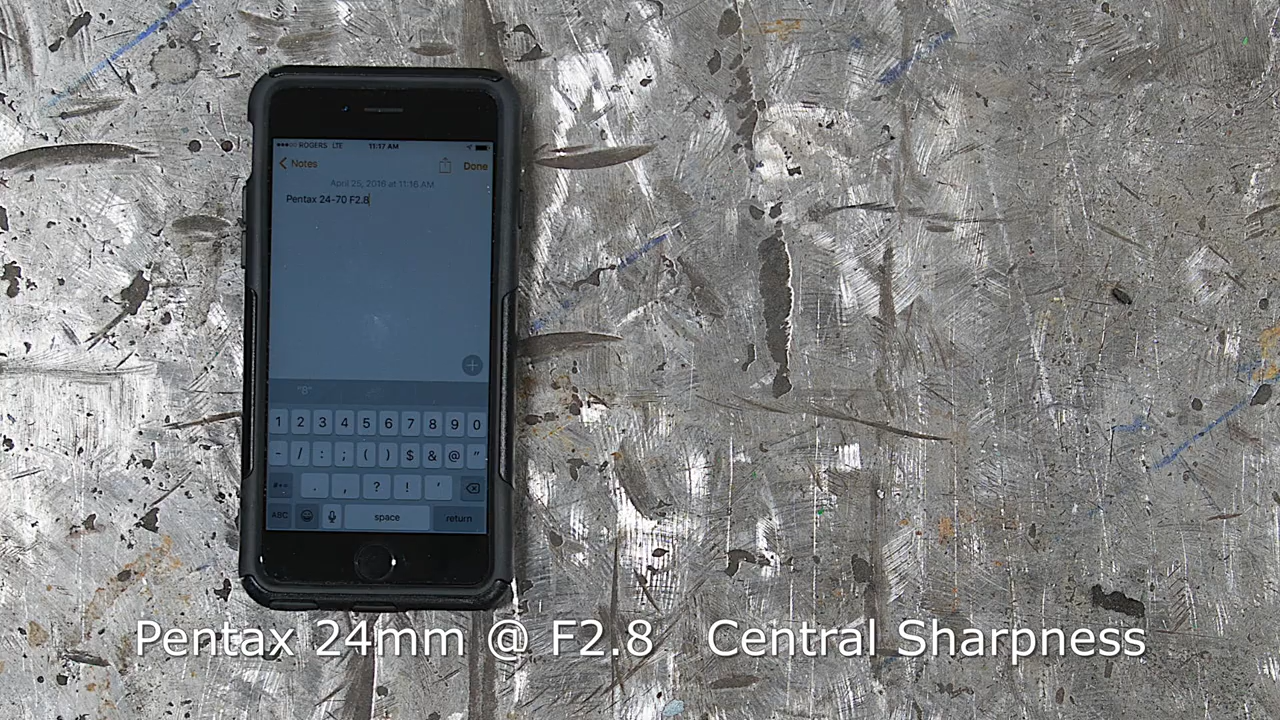 ROGERS LTE 11:17 AM
Notes Done
April 25, 2016 at 11:16 AM
Pentax 24-70 F2.8
"8"
1 2 3 4 5 6 7 8 9 0
- / : ; ( ) $ & @ "
#+= . , ? ! '
ABC space return
Pentax 24mm @ F2.8 Central Sharpness